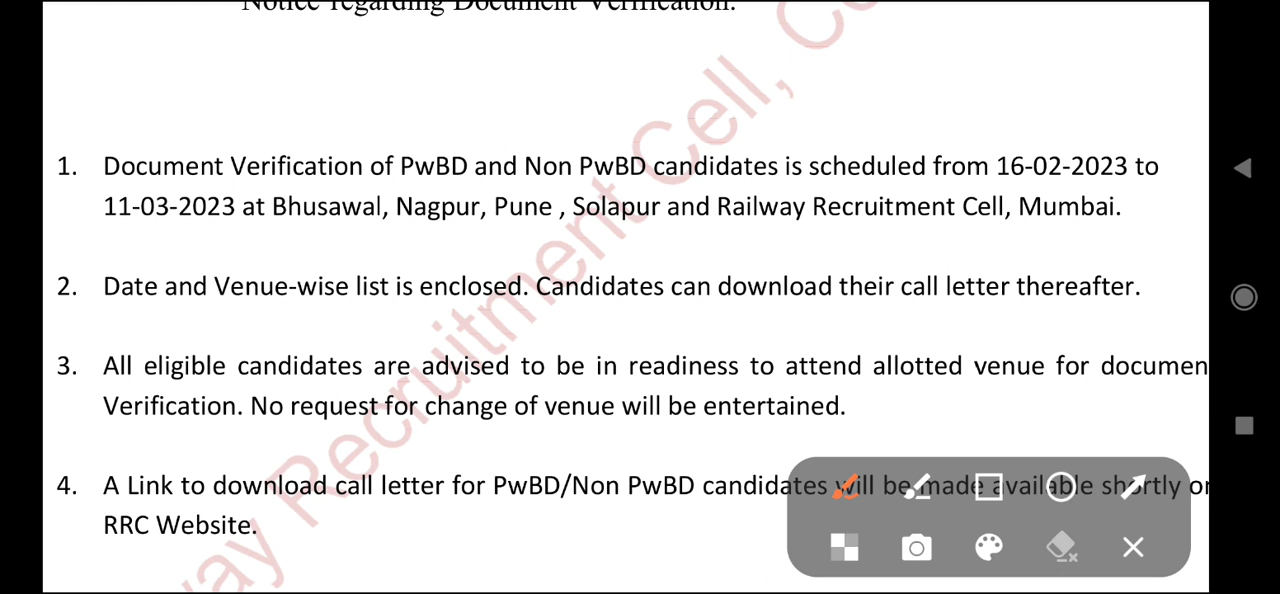 Notice regarding Document Verification.
1. Document Verification of PwBD and Non PwBD candidates is scheduled from 16-02-2023 to
11-03-2023 at Bhusawal, Nagpur, Pune , Solapur and Railway Recruitment Cell, Mumbai.
2. Date and Venue-wise list is enclosed. Candidates can download their call letter thereafter.
3. All eligible candidates are advised to be in readiness to attend allotted venue for documen
Verification. No request for change of venue will be entertained.
4. A Link to download call letter for PwBD/Non PwBD candidates will be made available shortly
RRC Website.
way Recruitment Cell, C